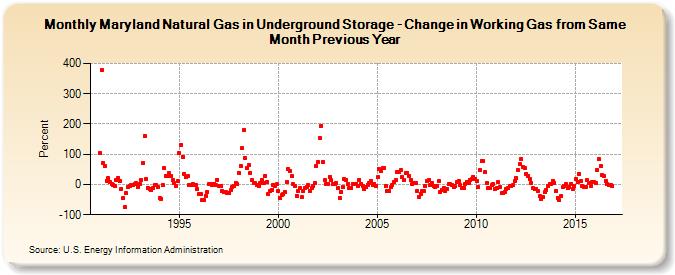 Monthly Maryland Natural Gas in Underground Storage - Change in Working Gas from Same
Month Previous Year
Percent
400
300
200
100
0
-100
1995
2000
2005
2010
2015
Source: U.S. Energy Information Administration